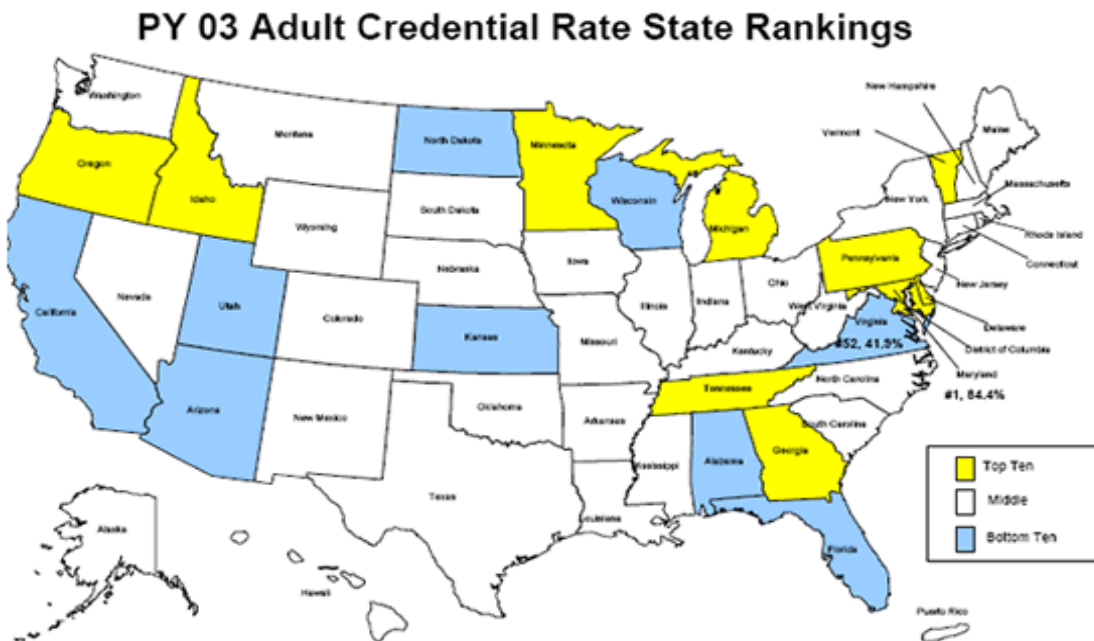 PY 03 Adult Credential Rate State Rankings
New Hampshire
Washington
Vermont
Maine
Montana
North Dakota
Minnesota
Oregon
Massachusetts
Idaho
Wisconsin
New York
South Dakota
Rhode Island
Wyoming
Michigan
Connecticut
Pennsylvania
Iowa
Nebraska
New Jersey
Ohio
Nevada
Illinois
Indiana
Utah
West Virginia
California
Colorado
Virginia
Delaware
Kansas
Missouri
#52, 41.9%
District of Columbia
Kentucky
Maryland
North Carolina
Tennessee
#1, 84.4%
Arizona
Oklahoma
New Mexico
Arkansas
South Carolina
Georgia
Mississippi
Alabama
Top Ten
Texas
Middle
Louisiana
Alaska
Bottom Ten
Florida
Hawaii
Puerto Rico